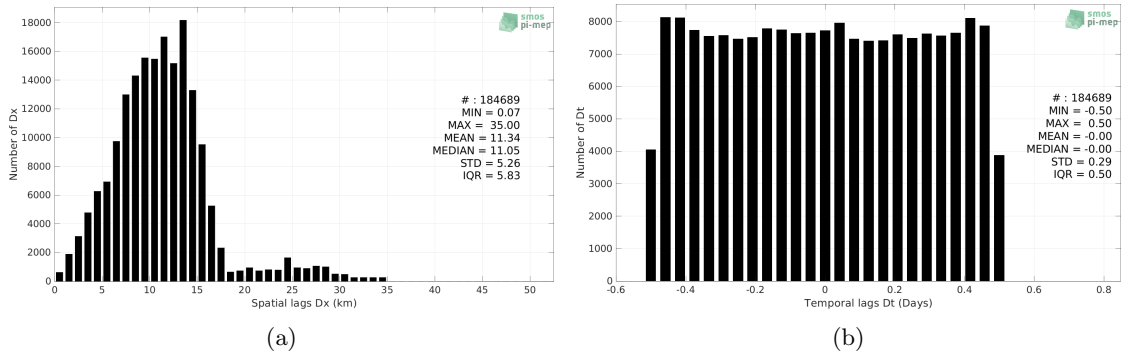 18000
16000
14000
12000
10000
8000
6000
4000
2000
0
Number of Dx
0
5
10
15
20
25
30
35
40
45
50
Spatial lags Dx (km)
smos
pi-mep
# : 184689
MIN = 0.07
MAX = 35.00
MEAN = 11.34
MEDIAN = 11.05
STD = 5.26
IQR = 5.83
(a)
8000
7000
6000
5000
4000
3000
2000
1000
0
Number of Dt
-0.6
-0.4
-0.2
0
0.2
0.4
0.6
0.8
Temporal lags Dt (Days)
smos
pi-mep
# : 184689
MIN = -0.50
MAX = 0.50
MEAN = -0.00
MEDIAN = -0.00
STD = 0.29
IQR = 0.50
(b)